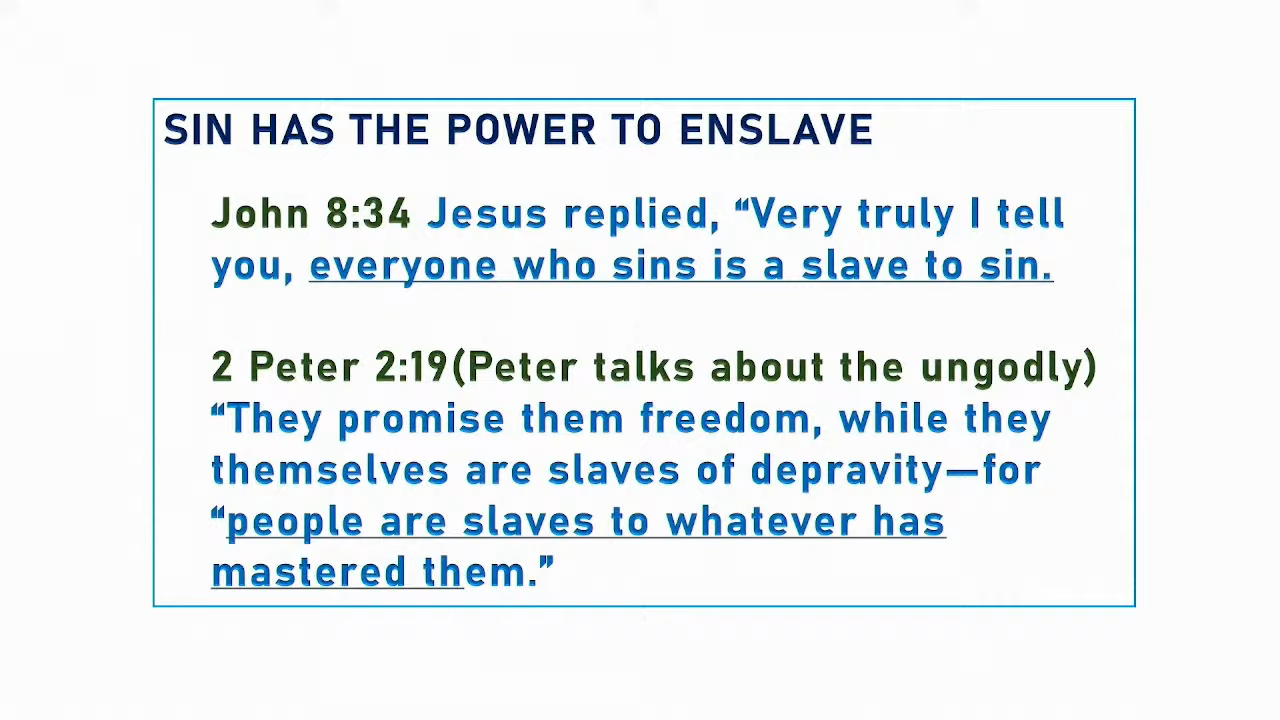 SIN HAS THE POWER TO ENSLAVE
John 8:34 Jesus replied, “Very truly I tell
you, everyone who sins is a slave to sin.
2 Peter 2:19(Peter talks about the ungodly)
“They promise them freedom, while they
themselves are slaves of depravity—for
“people are slaves to whatever has
mastered them.”